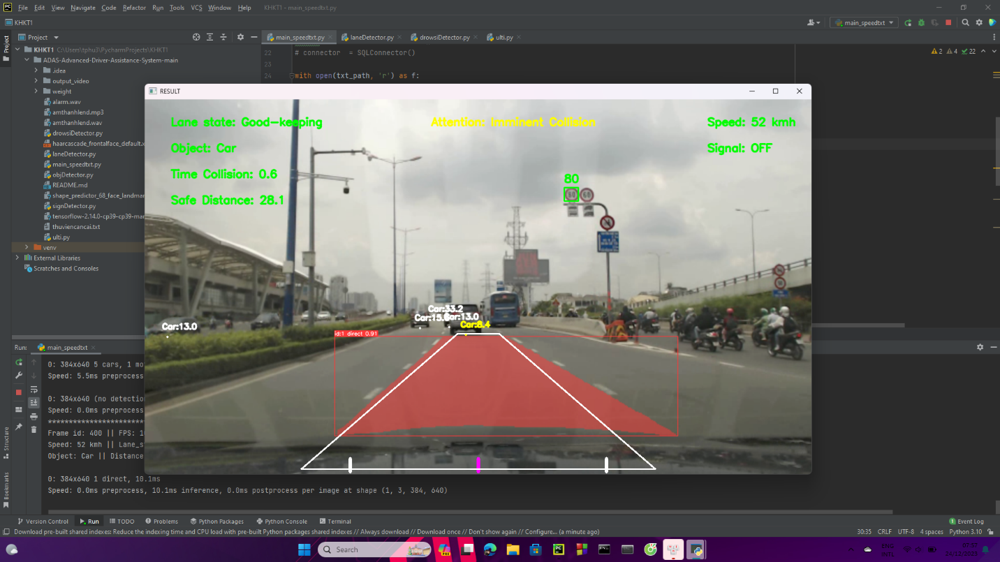 File Edit View Navigate Code Refactor Run Tools VCS Window Help KHKT1 - main_speedtxt.py
KHKT1
main_speedtxt
Project
main_speedtxt.py
laneDetector.py
drowsiDetector.py
ulti.py
Project
KHKT1 C:\Users\tphu3\PycharmProjects\KHKT1
ADAS-Advanced-Driver-Assistance-System-main
.idea
output_video
weight
alarm.wav
amthanhlend.mp3
amthanhlend.wav
drowsiDetector.py
haarcascade_frontalface_default.x
laneDetector.py
main_speedtxt.py
objDetector.py
README.md
shape_predictor_68_face_landmar
signDetector.py
tensorflow-2.14.0-cp39-cp39-mar
thuviencancai.txt
ulti.py
venv
External Libraries
Scratches and Consoles
22 # connector = SQLConnector()
23
24 with open(txt_path, 'r') as f:
2 4 22
RESULT
Lane state: Good-keeping
Attention: Imminent Collision
Speed: 52 kmh
Object: Car
Signal: OFF
Time Collision: 0.6
Safe Distance: 28.1
80
Car:33.2
Car:13.0
Car:8.4
Car:13.0
id:1 direct 0.91
Run: main_speedtxt
0: 384x640 5 cars, 1 mo
Speed: 5.5ms preprocess
0: 384x640 (no detection
Speed: 0.0ms preprocess
Frame id: 400 || FPS:
Speed: 52 kmh || Lane_s
Object: Car || Distance
0: 384x640 1 direct, 10.1ms
Speed: 0.0ms preprocess, 10.1ms inference, 0.0ms postprocess per image at shape (1, 3, 384, 640)
Structure
Bookmarks
Version Control Run TODO Problems Python Packages Python Console Terminal
1 Event Log
Download pre-built shared indexes: Reduce the indexing time and CPU load with pre-built Python packages shared indexes // Always download // Download once // Don't show again // Configure... (a minute ago)
30:35 CRLF UTF-8 4 spaces Python 3.10
Search
ENG
INTL
07:57
24/12/2023